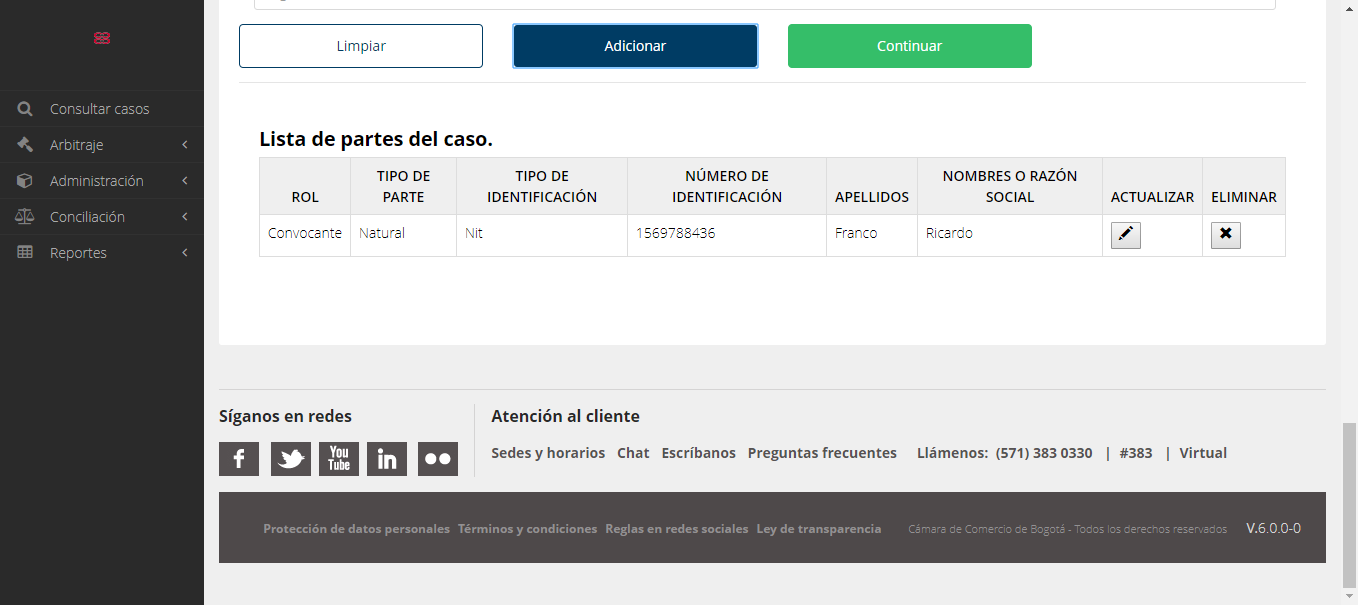 Limpiar
Adicionar
Continuar
Consultar casos
Arbitraje
Administración
Conciliación
Reportes
Lista de partes del caso.
ROL
TIPO DE
PARTE
TIPO DE
IDENTIFICACIÓN
NÚMERO DE
IDENTIFICACIÓN
APELLIDOS
NOMBRES O RAZÓN
SOCIAL
ACTUALIZAR
ELIMINAR
Convocante
Natural
Nit
1569788436
Franco
Ricardo
Síganos en redes
You
Tube
in
Atención al cliente
Sedes y horarios Chat Escríbanos Preguntas frecuentes Llámenos: (571) 383 0330 | #383 | Virtual
Protección de datos personales Términos y condiciones Reglas en redes sociales Ley de transparencia Cámara de Comercio de Bogotá - Todos los derechos reservados V.6.0.0-0